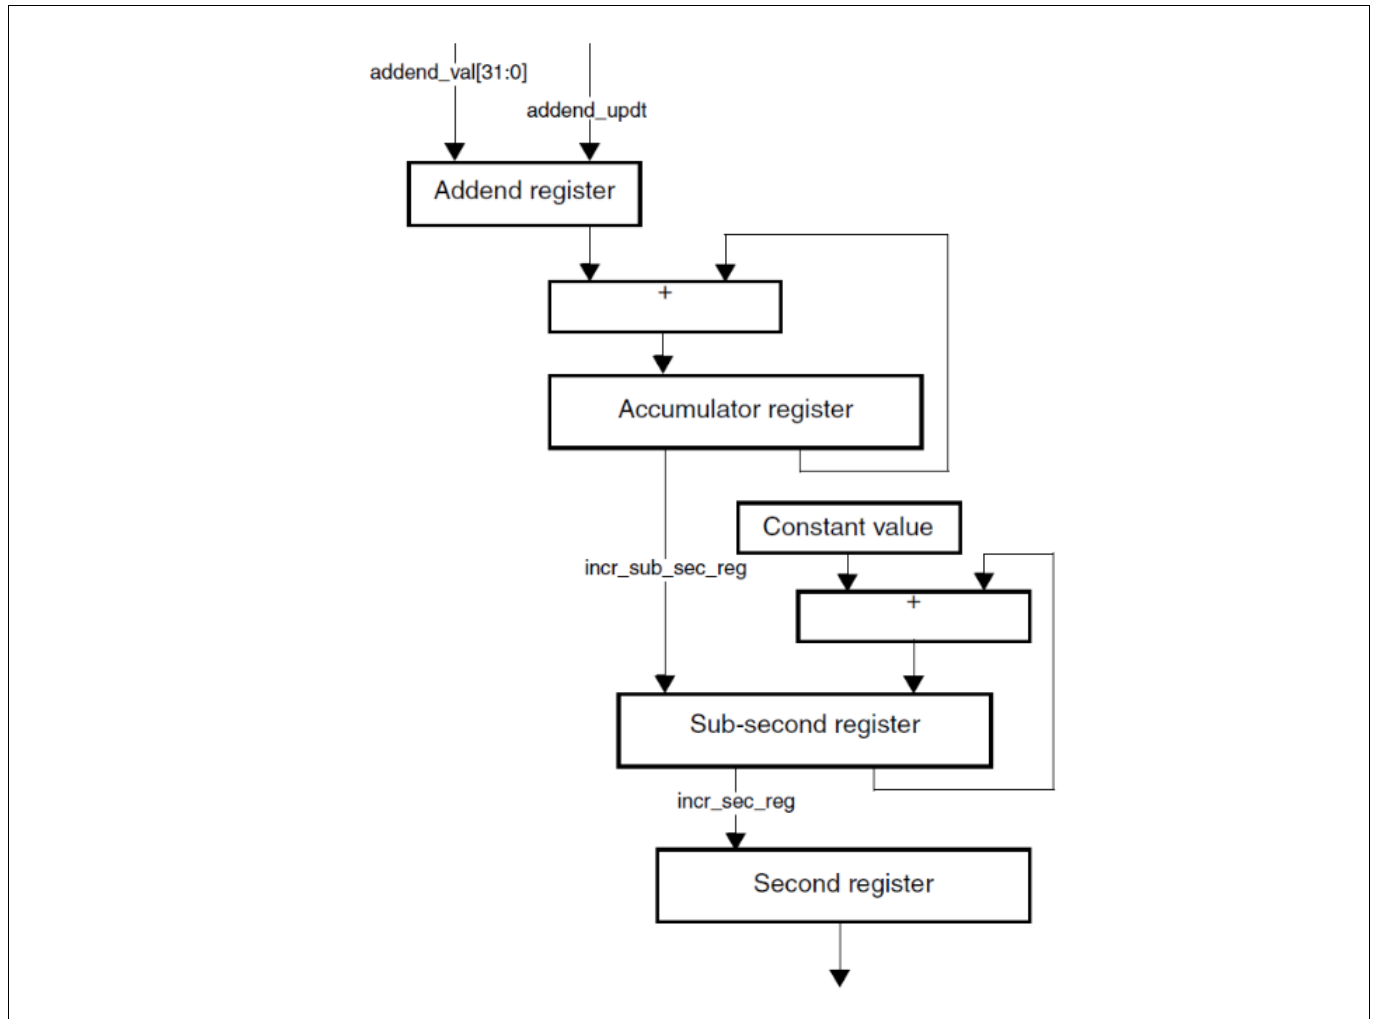 addend_val[31:0]
addend_updt
Addend register
+
Accumulator register
Constant value
incr_sub_sec_reg
+
Sub-second register
incr_sec_reg
Second register